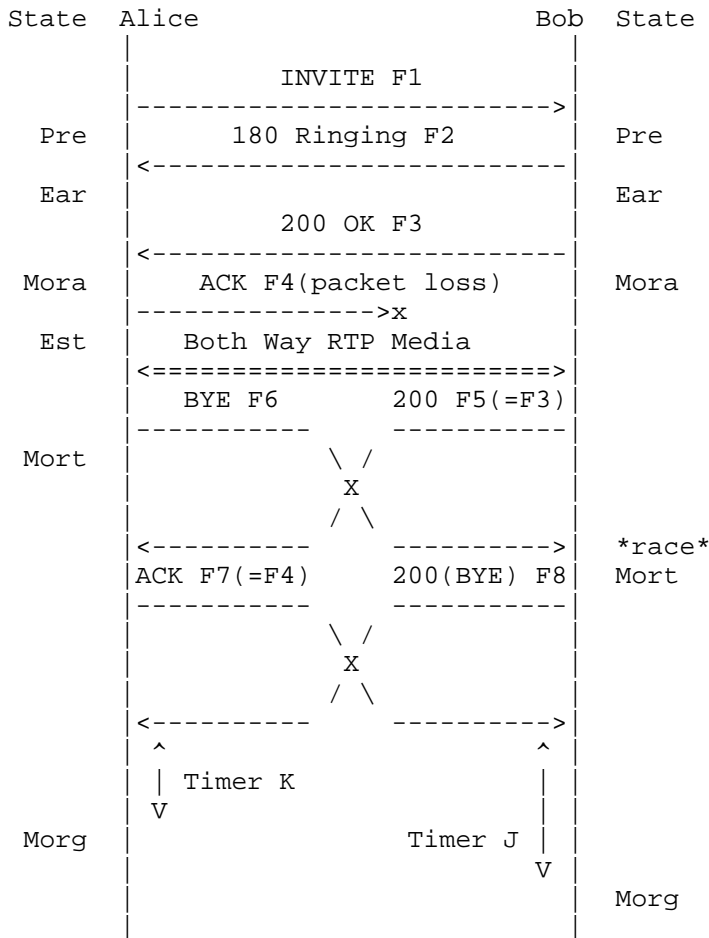 State  Alice                        Bob  State
       |                             |
       |          INVITE F1          |
       |---------------------------->|
  Pre  |       180 Ringing F2        |  Pre
       |<----------------------------|
  Ear  |                             |  Ear
       |          200 OK F3          |
       |<----------------------------|
 Mora  |     ACK F4(packet loss)     |  Mora
       |--------------->x            |
  Est  |   Both Way RTP Media        |
       |<===========================>|
       |   BYE F6        200 F5(=F3)|
       |-----------      -----------|
 Mort  |             \ /             |
       |              X              |
       |             / \             |
       |<----------       ---------->|  *race*
       |ACK F7(=F4)     200(BYE) F8|  Mort
       |-----------      -----------|
       |             \ /             |
       |              X              |
       |             / \             |
       |<----------       ---------->|
       | ^                         ^ |
       | | Timer K                 | |
       | V                         | |
 Morg  |                 Timer J   | |
       |                           V |
       |                             |  Morg
       |                             |